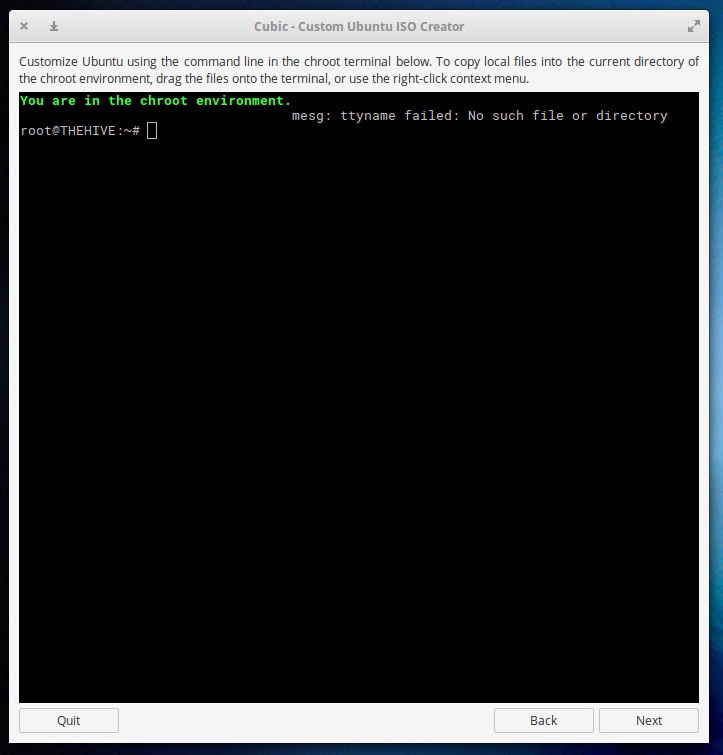 Cubic - Custom Ubuntu ISO Creator
Customize Ubuntu using the command line in the chroot terminal below. To copy local files into the current directory of
the chroot environment, drag the files onto the terminal, or use the right-click context menu.
You are in the chroot environment.
mesg: ttyname failed: No such file or directory
root@THEHIVE:~#
Quit
Back
Next